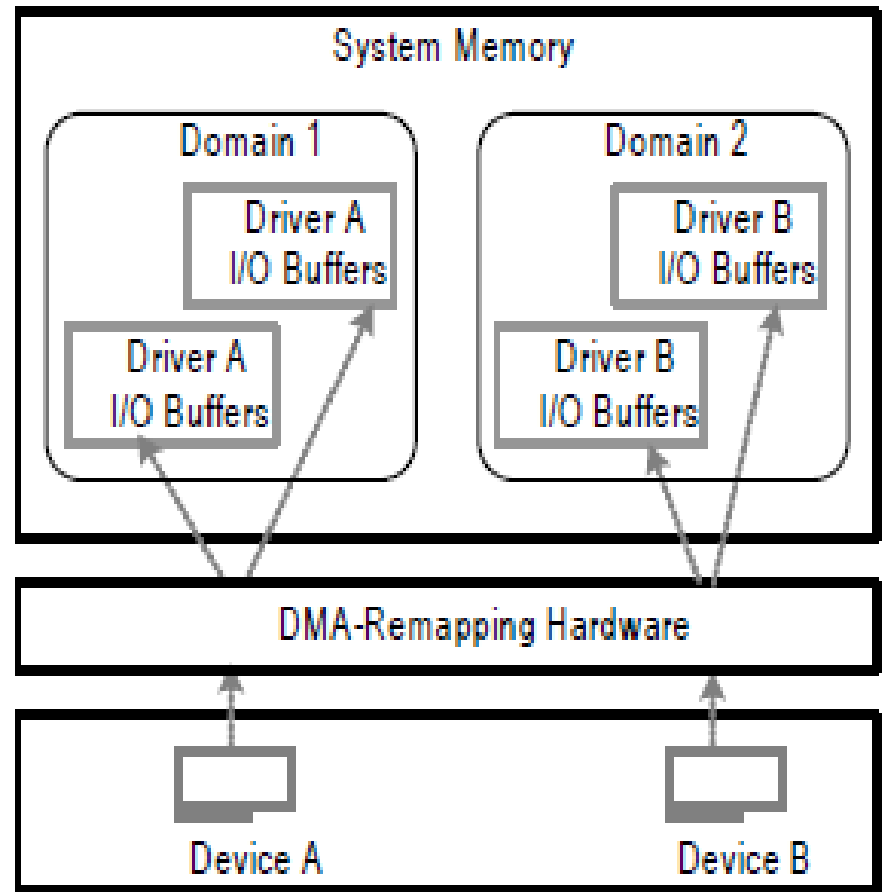 System Memory
Domain 1
Driver A
I/O Buffers
Driver A
I/O Buffers
Domain 2
Driver B
I/O Buffers
Driver B
I/O Buffers
DMA-Remapping Hardware
Device A
Device B